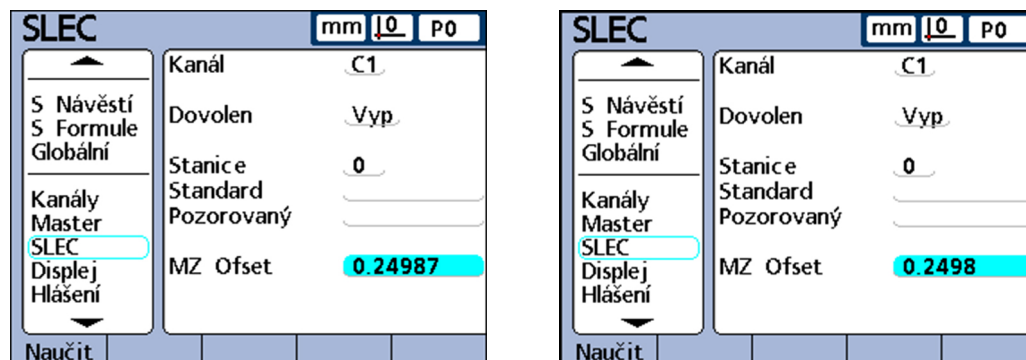 SLEC mm 0 P0
Kanál C1
S Návěstí
S Formule
Globální
Dovolen Vyp
Stanice 0
Standard
Pozorovaný
Kanály
Master
SLEC
Displej
Hlášení
MZ Ofset 0.24987
Naučit
SLEC mm 0 P0
Kanál C1
S Návěstí
S Formule
Globální
Dovolen Vyp
Stanice 0
Standard
Pozorovaný
Kanály
Master
SLEC
Displej
Hlášení
MZ Ofset 0.2498
Naučit